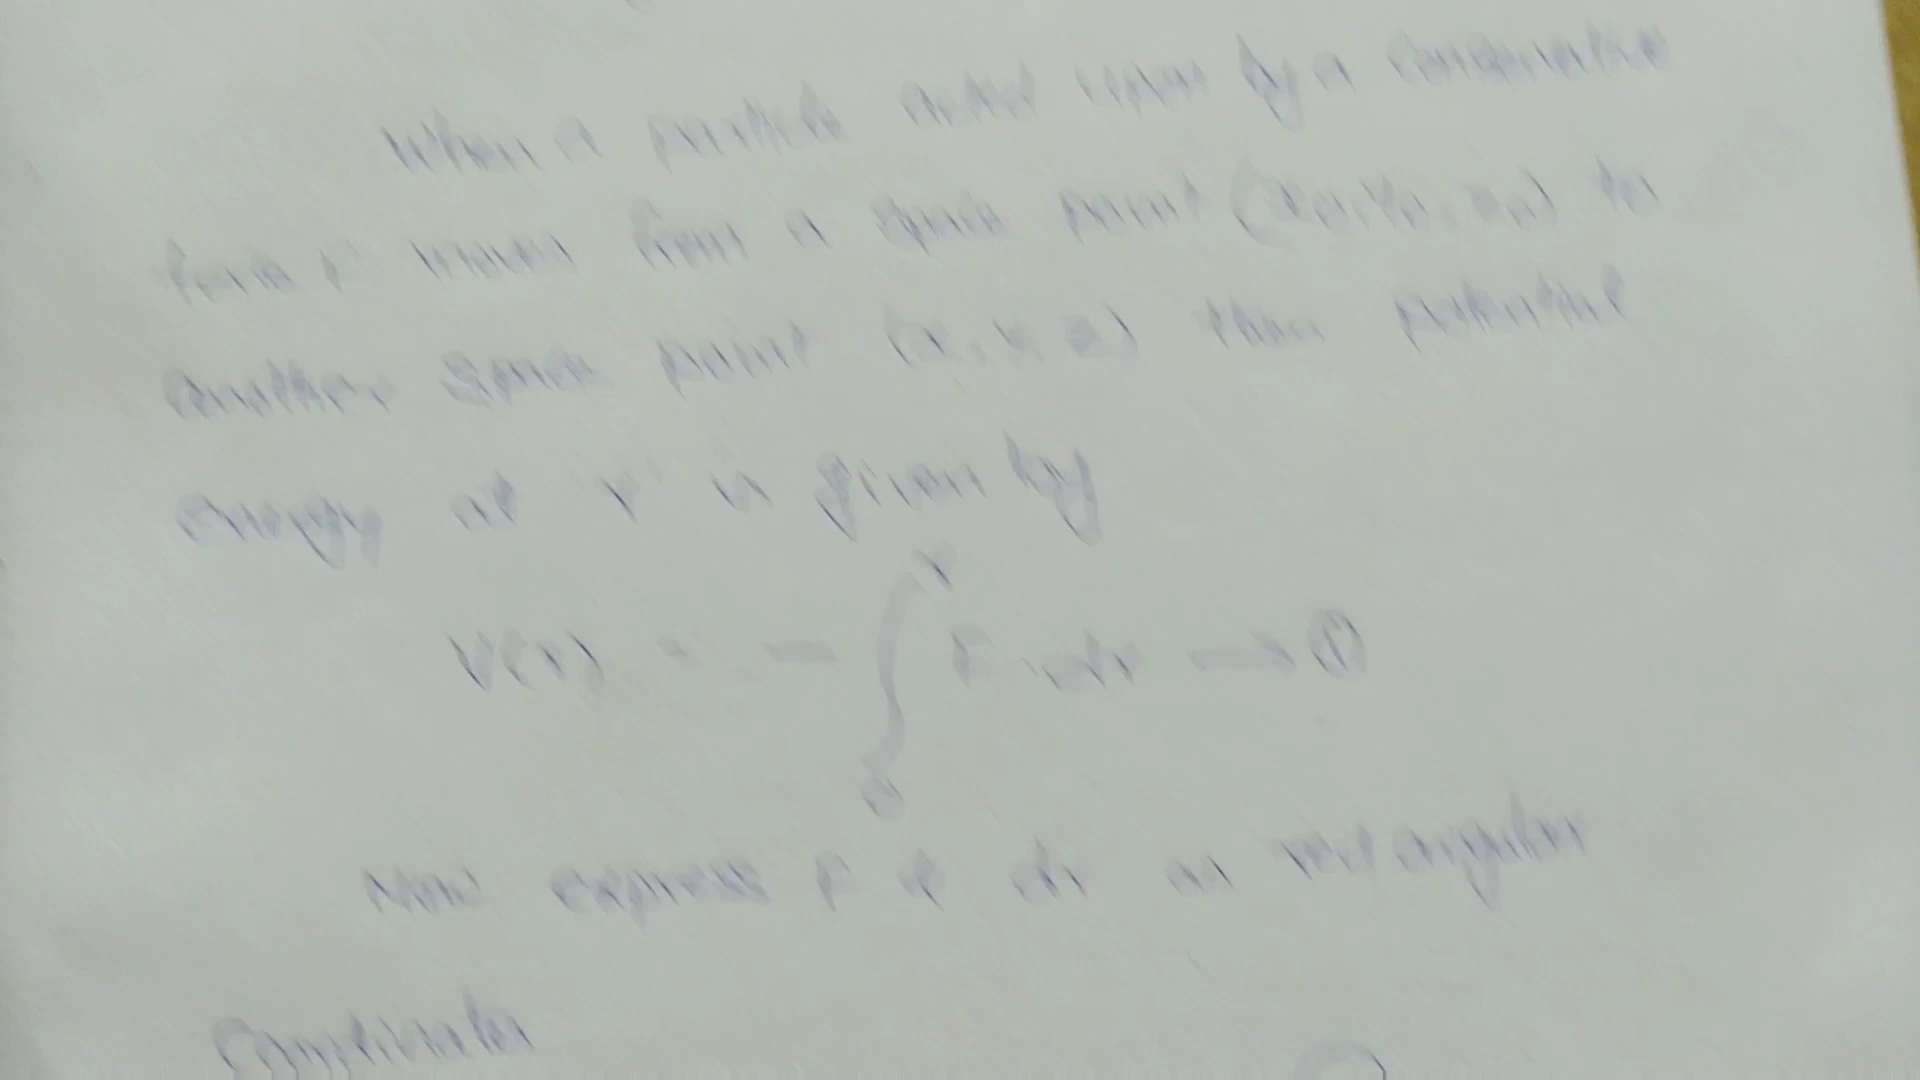 When a particle acted upon by a conservative
force F moves from a space point (x₀, y₀, z₀) to
another space point (x, y, z) then potential
energy at 'r' is given by
V(r) = - ∫ʳ F . dr → ①
Now express F & dr as rectangular
Coordinates